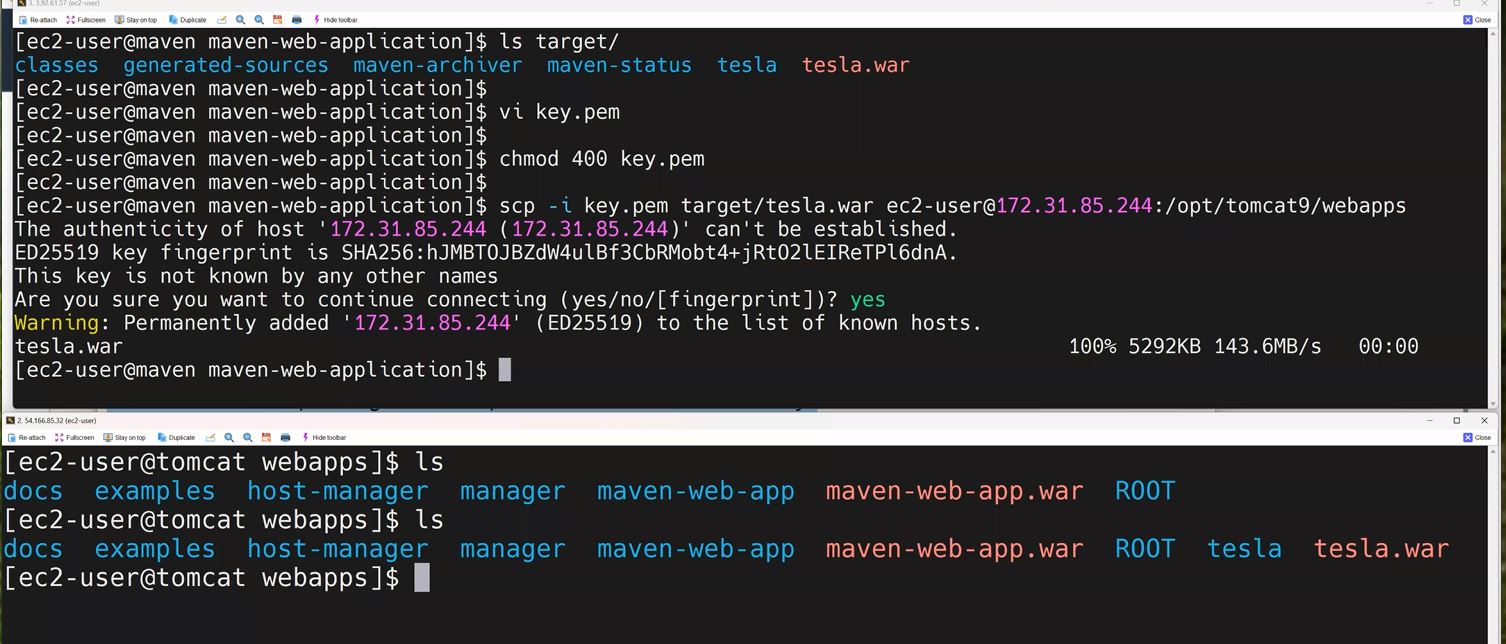 3. 3.92.61.57 (ec2-user)
Re-attach Fullscreen Stay on top Duplicate Hide toolbar Close
[ec2-user@maven maven-web-application]$ ls target/
classes generated-sources maven-archiver maven-status tesla tesla.war
[ec2-user@maven maven-web-application]$
[ec2-user@maven maven-web-application]$ vi key.pem
[ec2-user@maven maven-web-application]$
[ec2-user@maven maven-web-application]$ chmod 400 key.pem
[ec2-user@maven maven-web-application]$
[ec2-user@maven maven-web-application]$ scp -i key.pem target/tesla.war ec2-user@172.31.85.244:/opt/tomcat9/webapps
The authenticity of host '172.31.85.244 (172.31.85.244)' can't be established.
ED25519 key fingerprint is SHA256:hJMBTOJBZdW4ulBf3CbRMobt4+jRtO2lEIReTPl6dnA.
This key is not known by any other names
Are you sure you want to continue connecting (yes/no/[fingerprint])? yes
Warning: Permanently added '172.31.85.244' (ED25519) to the list of known hosts.
tesla.war 100% 5292KB 143.6MB/s 00:00
[ec2-user@maven maven-web-application]$
2. 54.166.85.32 (ec2-user)
Re-attach Fullscreen Stay on top Duplicate Hide toolbar Close
[ec2-user@tomcat webapps]$ ls
docs examples host-manager manager maven-web-app maven-web-app.war ROOT
[ec2-user@tomcat webapps]$ ls
docs examples host-manager manager maven-web-app maven-web-app.war ROOT tesla tesla.war
[ec2-user@tomcat webapps]$